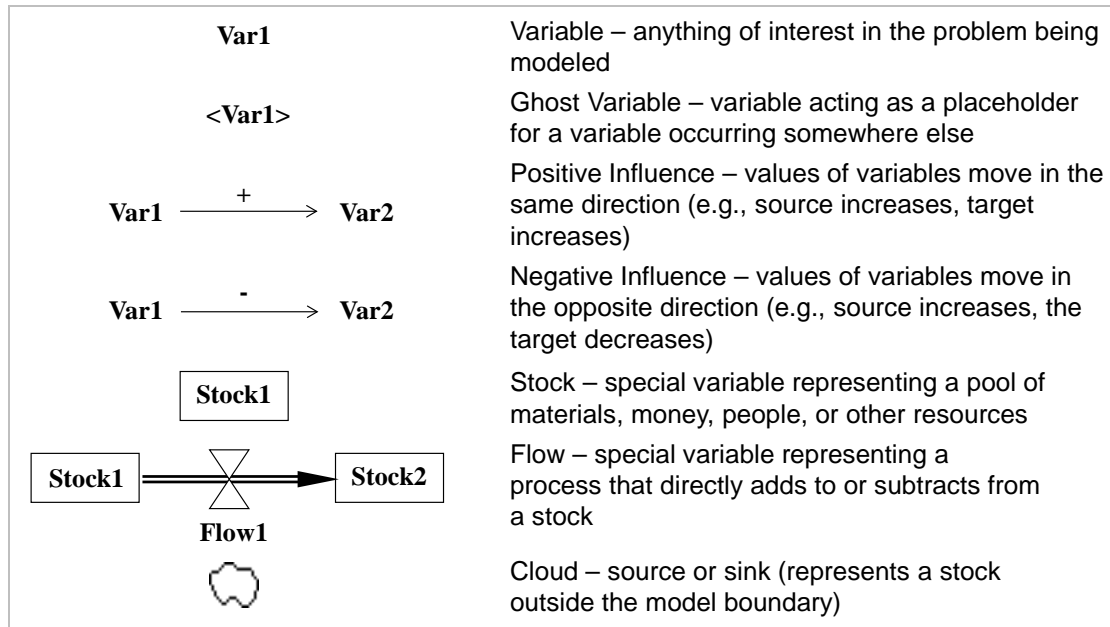 Var1
Variable – anything of interest in the problem being
modeled
<Var1>
Ghost Variable – variable acting as a placeholder
for a variable occurring somewhere else
Var1 + Var2
Positive Influence – values of variables move in the
same direction (e.g., source increases, target
increases)
Var1 - Var2
Negative Influence – values of variables move in
the opposite direction (e.g., source increases, the
target decreases)
Stock1
Stock – special variable representing a pool of
materials, money, people, or other resources
Stock1 Stock2
Flow1
Flow – special variable representing a
process that directly adds to or subtracts from
a stock
Cloud – source or sink (represents a stock
outside the model boundary)